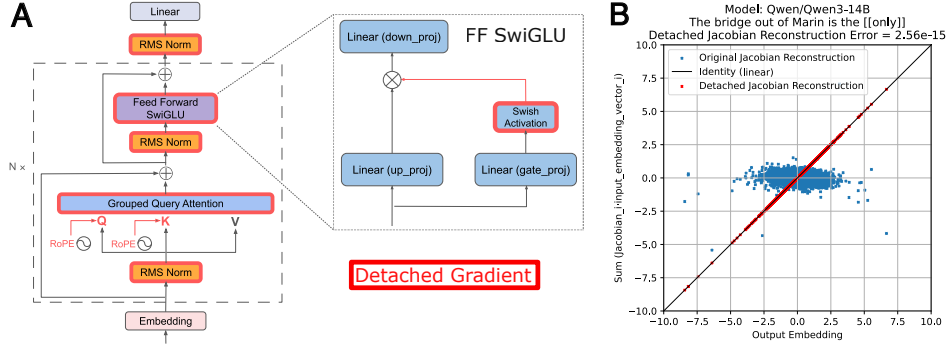 A
Linear
RMS Norm
Feed Forward
SwiGLU
RMS Norm
N ×
Grouped Query Attention
Q
K
V
RoPE
RoPE
RMS Norm
Embedding
FF SwiGLU
Linear (down_proj)
Swish
Activation
Linear (up_proj)
Linear (gate_proj)
Detached Gradient
B
Model: Qwen/Qwen3-14B
The bridge out of Marin is the [[only]]
Detached Jacobian Reconstruction Error = 2.56e-15
Original Jacobian Reconstruction
Identity (linear)
Detached Jacobian Reconstruction
Sum (Jacobian_i·input_embedding_vector_i)
10.0
7.5
5.0
2.5
0.0
−2.5
−5.0
−7.5
−10.0
−10.0 −7.5 −5.0 −2.5 0.0 2.5 5.0 7.5 10.0
Output Embedding